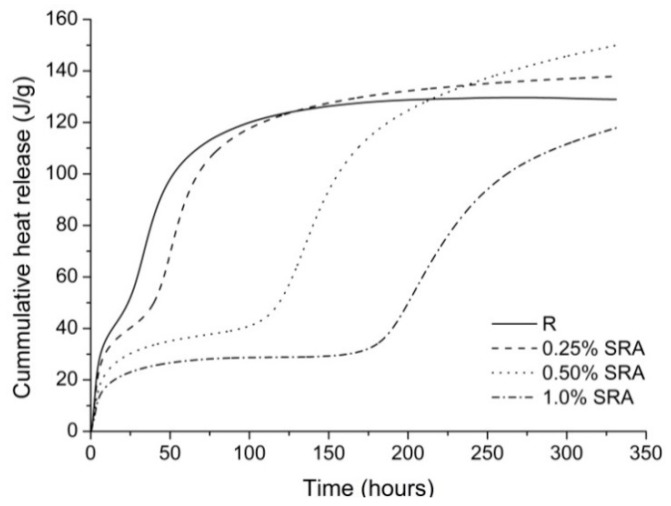 160
140
120
100
80
60
40
20
0
Cummulative heat release (J/g)
R
0.25% SRA
0.50% SRA
1.0% SRA
0 50 100 150 200 250 300 350
Time (hours)